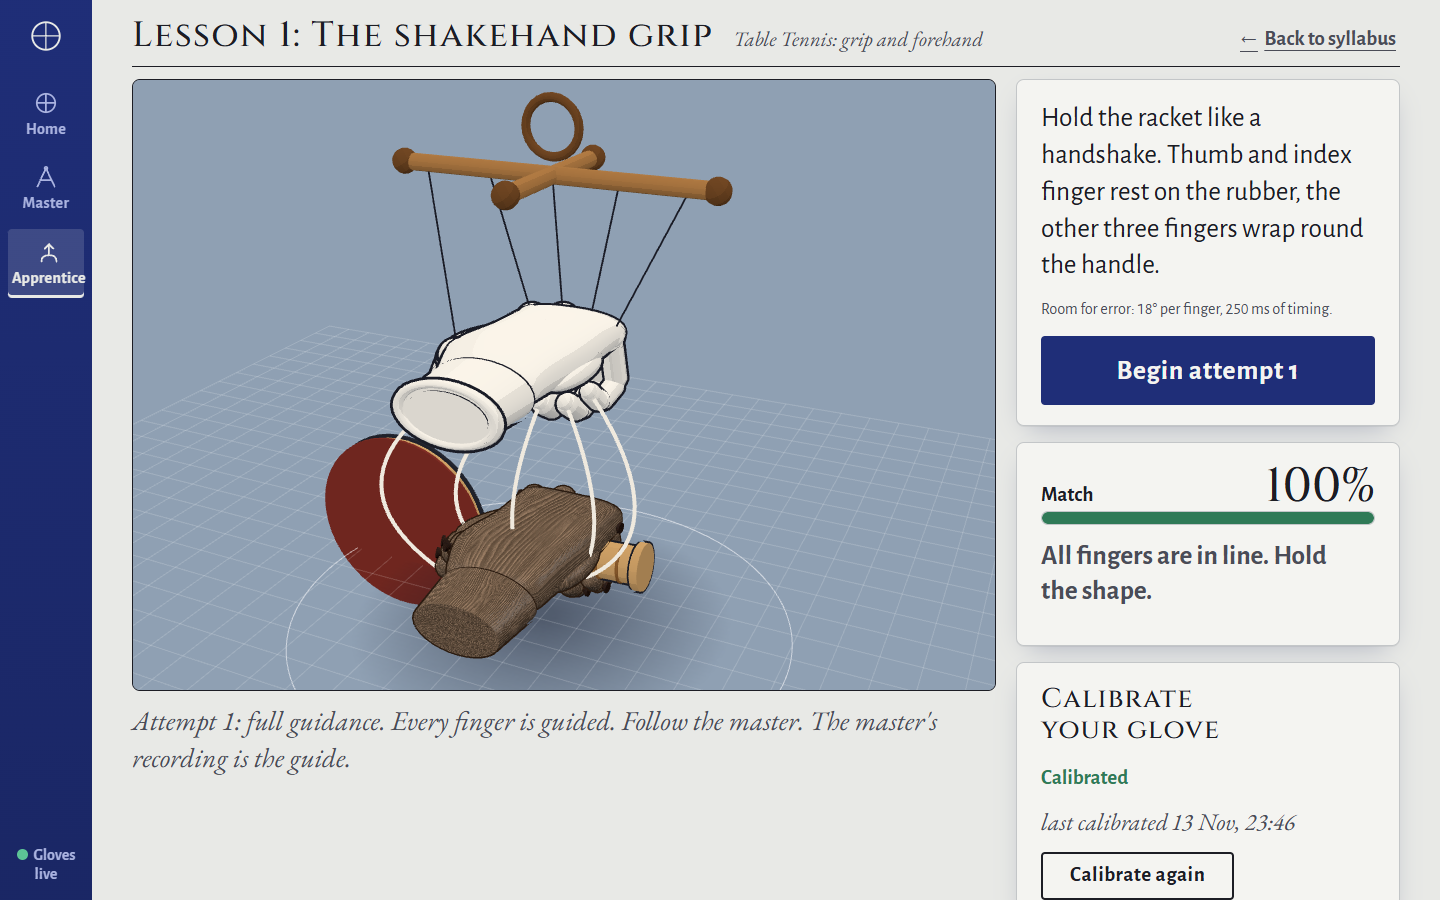 Home
Master
Apprentice
Gloves
live
Lesson 1: The shakehand grip
Table Tennis: grip and forehand
← Back to syllabus
Attempt 1: full guidance. Every finger is guided. Follow the master. The master's
recording is the guide.
Hold the racket like a
handshake. Thumb and index
finger rest on the rubber, the
other three fingers wrap round
the handle.
Room for error: 18° per finger, 250 ms of timing.
Begin attempt 1
Match
100%
All fingers are in line. Hold
the shape.
Calibrate
your glove
Calibrated
last calibrated 13 Nov, 23:46
Calibrate again